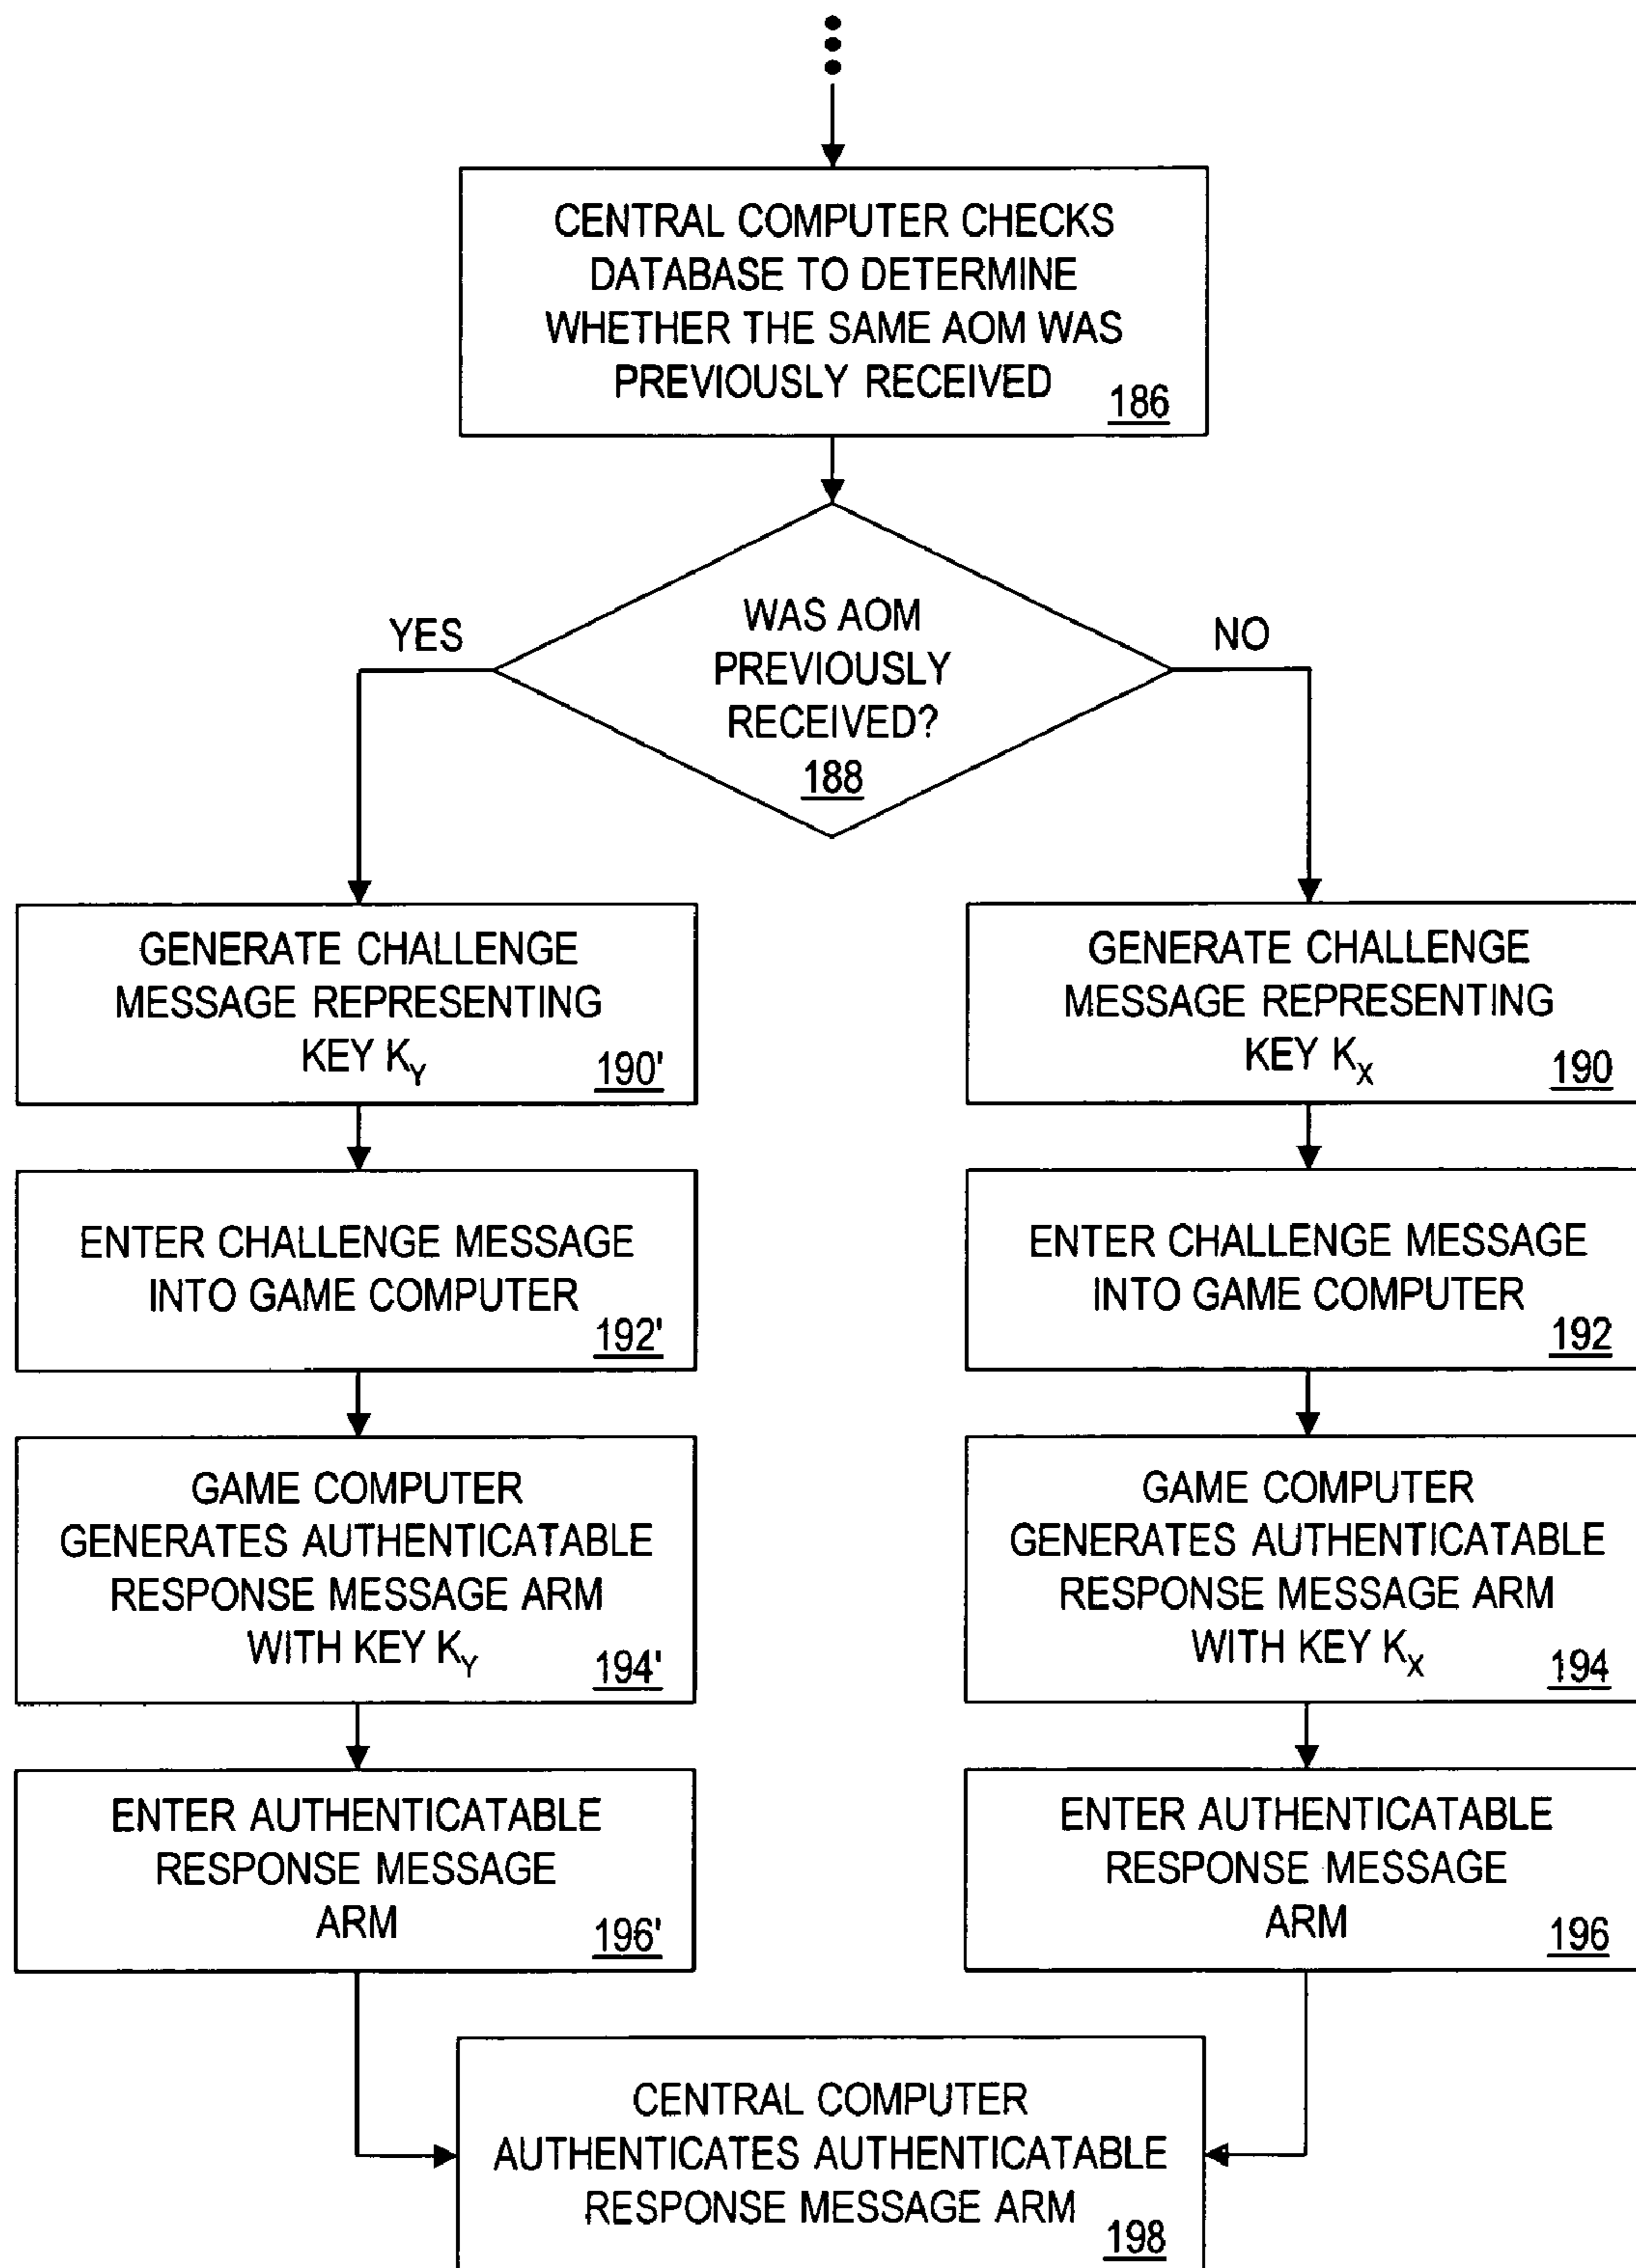 CENTRAL COMPUTER CHECKS
DATABASE TO DETERMINE
WHETHER THE SAME AOM WAS
PREVIOUSLY RECEIVED
186
YES
WAS AOM
PREVIOUSLY
RECEIVED?
188
NO
GENERATE CHALLENGE
MESSAGE REPRESENTING
KEY K_Y
190'
GENERATE CHALLENGE
MESSAGE REPRESENTING
KEY K_X
190
ENTER CHALLENGE MESSAGE
INTO GAME COMPUTER
192'
ENTER CHALLENGE MESSAGE
INTO GAME COMPUTER
192
GAME COMPUTER
GENERATES AUTHENTICATABLE
RESPONSE MESSAGE ARM
WITH KEY K_Y
194'
GAME COMPUTER
GENERATES AUTHENTICATABLE
RESPONSE MESSAGE ARM
WITH KEY K_X
194
ENTER AUTHENTICATABLE
RESPONSE MESSAGE
ARM
196'
ENTER AUTHENTICATABLE
RESPONSE MESSAGE
ARM
196
CENTRAL COMPUTER
AUTHENTICATES AUTHENTICATABLE
RESPONSE MESSAGE ARM
198